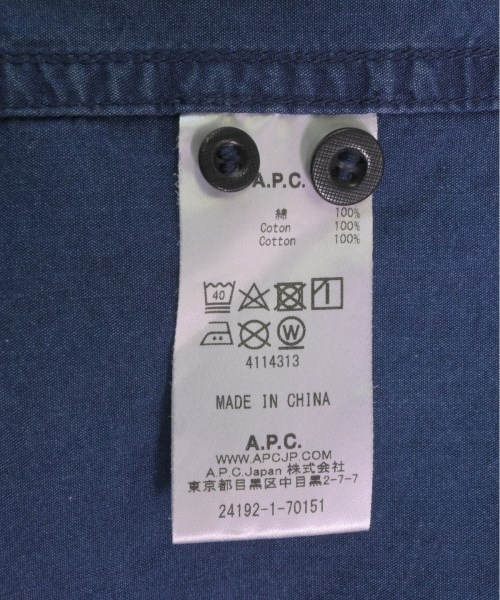 A.P.C.
綿 100%
Coton 100%
Cotton 100%
40
W
4114313
MADE IN CHINA
A.P.C.
WWW.APCJP.COM
A.P.C.Japan 株式会社
東京都目黒区中目黒2-7-7
24192-1-70151